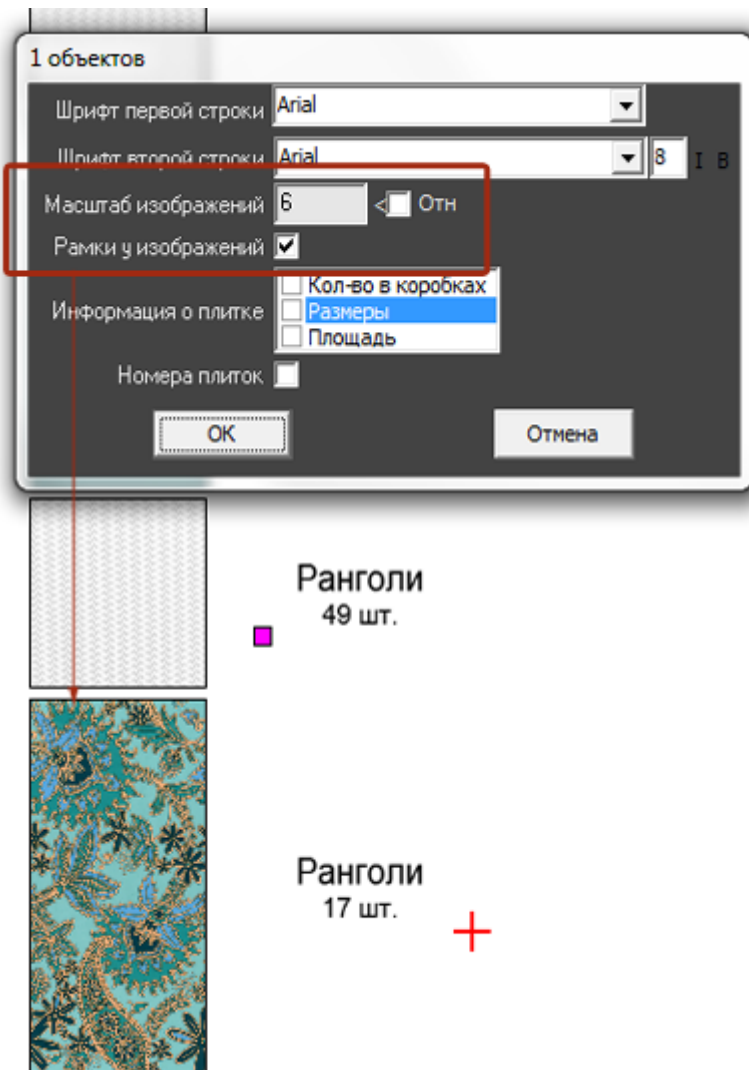 1 объектов
Шрифт первой строки Arial
Шрифт второй строки Arial 8 I B
Масштаб изображений 6 < Отн
Рамки у изображений
Кол-во в коробках
Информация о плитке Размеры
Площадь
Номера плиток
OK Отмена
Ранголи
49 шт.
Ранголи
17 шт.